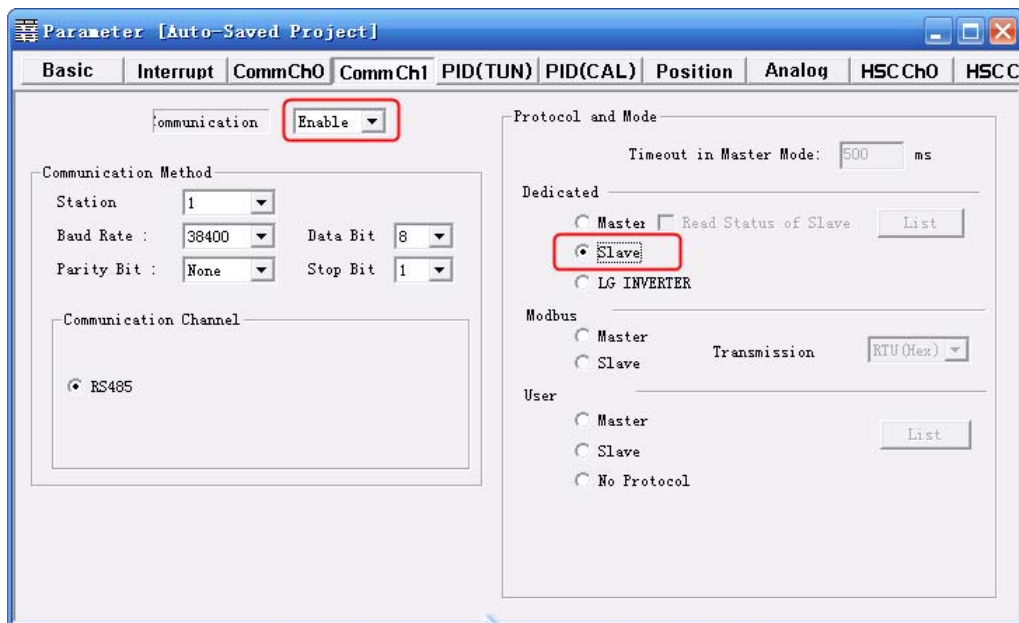 Parameter [Auto-Saved Project]
Basic Interrupt CommCh0 CommCh1 PID(TUN) PID(CAL) Position Analog HSCCh0 HSCC
ommunication Enable
Communication Method
Station 1
Baud Rate : 38400 Data Bit 8
Parity Bit : None Stop Bit 1
Communication Channel
RS485
Protocol and Mode
Timeout in Master Mode: 500 ms
Dedicated
Master Read Status of Slave List
Slave
LG INVERTER
Modbus
Master
Transmission RTU(Hex)
Slave
User
Master
List
Slave
No Protocol